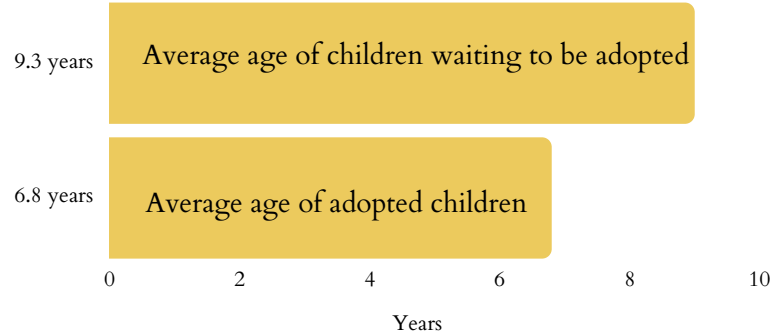 9.3 years
Average age of children waiting to be adopted
6.8 years
Average age of adopted children
0 2 4 6 8 10
Years